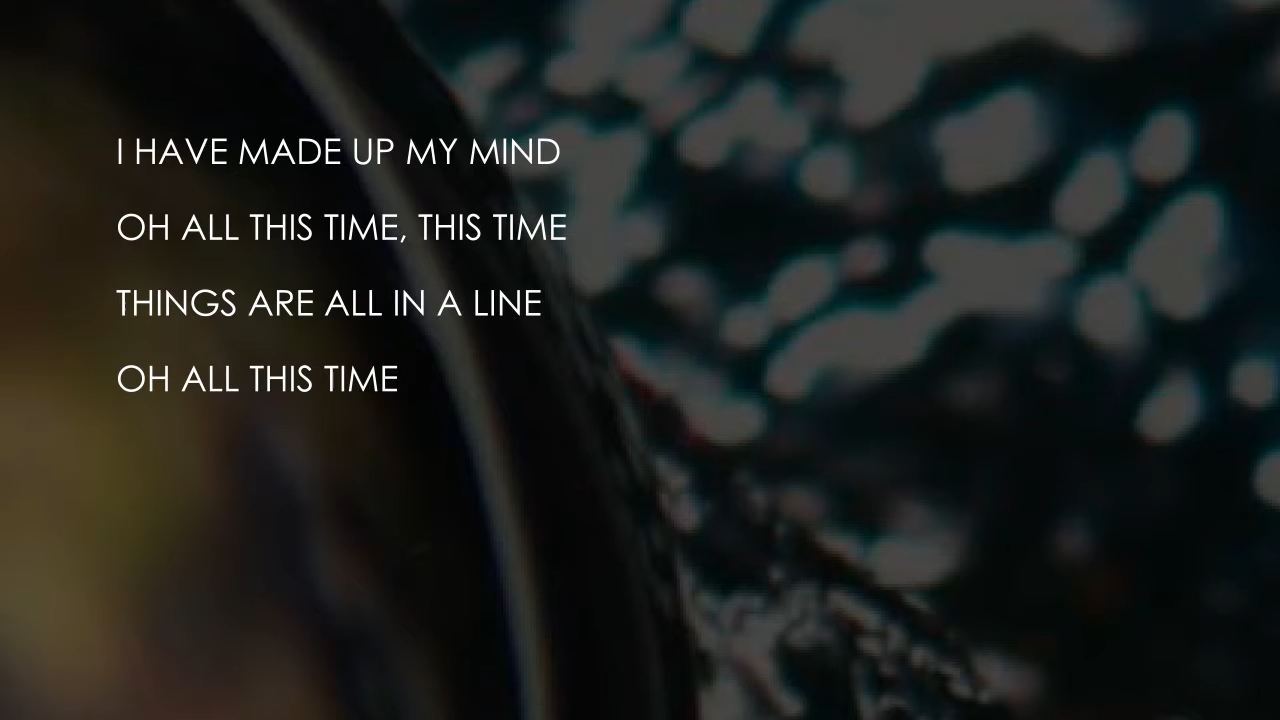 I HAVE MADE UP MY MIND
OH ALL THIS TIME, THIS TIME
THINGS ARE ALL IN A LINE
OH ALL THIS TIME